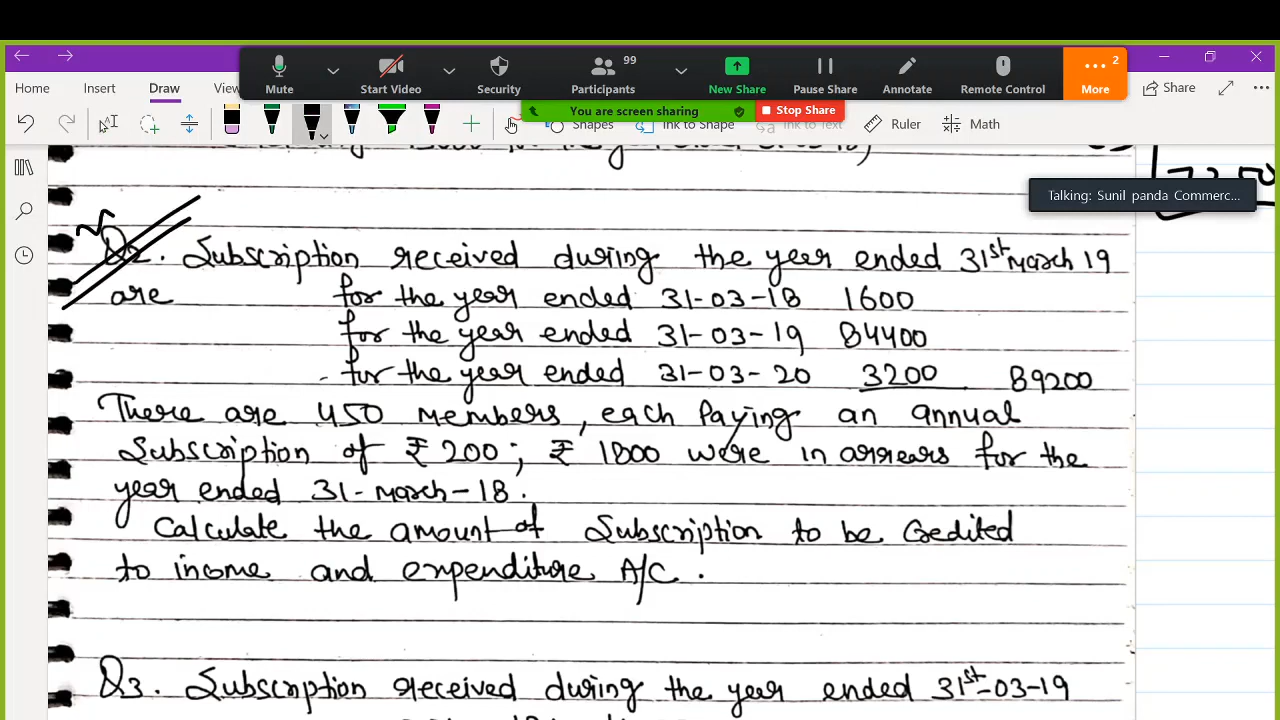 Mute
Start Video
Security
99
Participants
New Share
Pause Share
Annotate
Remote Control
2
More
Home
Insert
Draw
View
You are screen sharing
Stop Share
Share
Shapes
Ink to Shape
Ink to Text
Ruler
Math
Talking: Sunil panda Commerc...
Q2. Subscription received during the year ended 31st March 19
are for the year ended 31-03-18 1600
for the year ended 31-03-19 84400
for the year ended 31-03-20 3200 89200
There are 450 members, each Paying an annual
Subscription of ₹ 200 ; ₹ 1800 were in arrears for the
year ended 31-March-18.
Calculate the amount of Subscription to be Credited
to income and expenditure A/C .
Q3. Subscription received during the year ended 31st-03-19